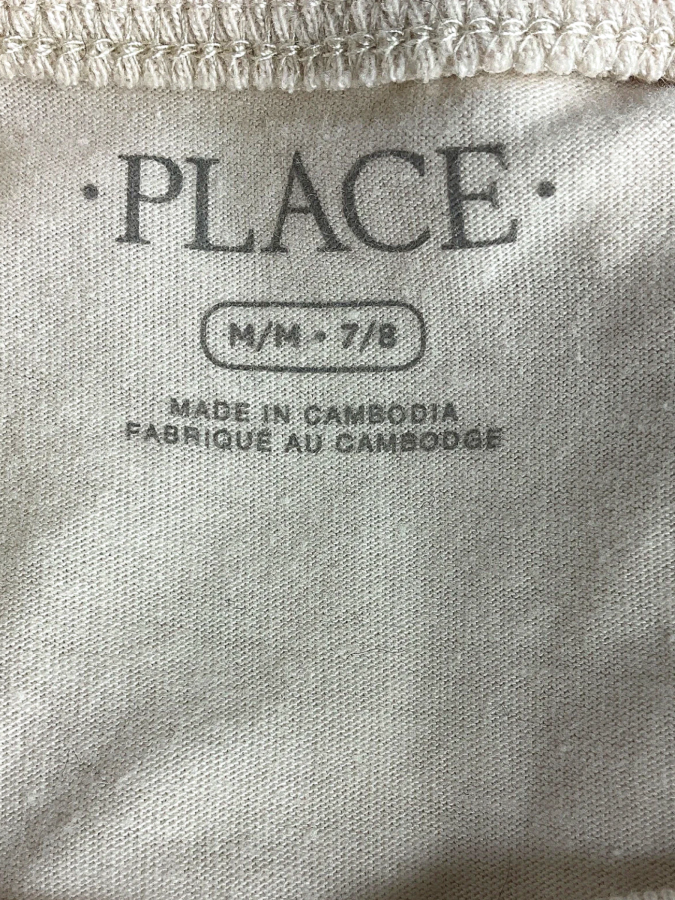 ·PLACE·
M/M • 7/8
MADE IN CAMBODIA
FABRIQUÉ AU CAMBODGE